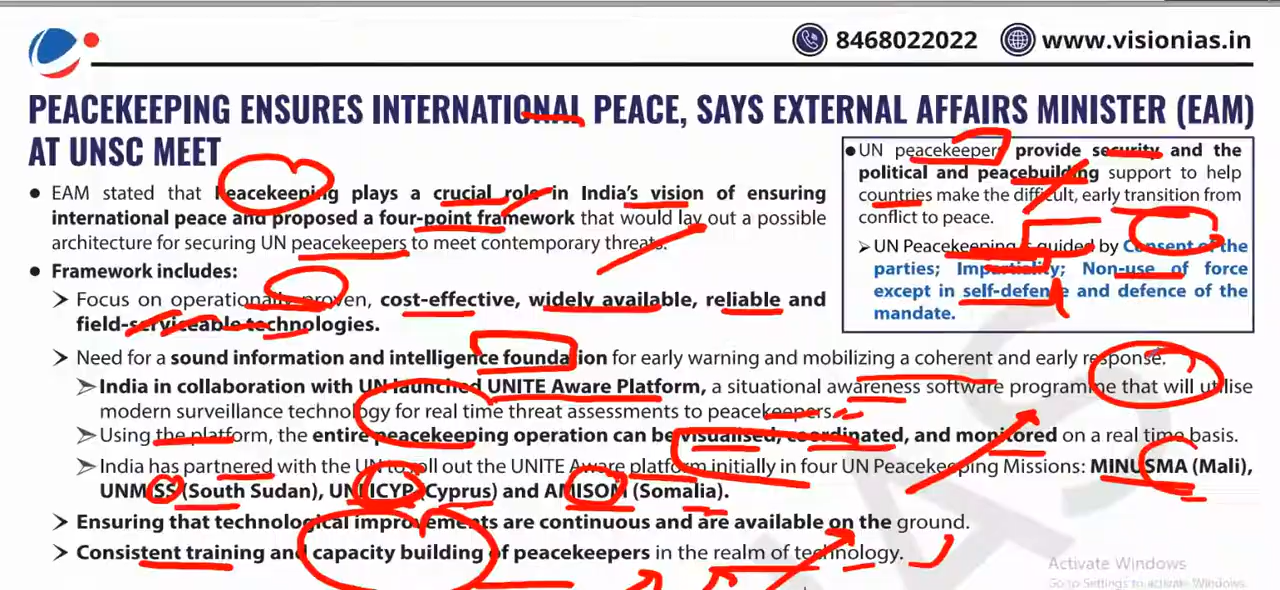 8468022022 www.visionias.in
PEACEKEEPING ENSURES INTERNATIONAL PEACE, SAYS EXTERNAL AFFAIRS MINISTER (EAM)
AT UNSC MEET
● EAM stated that Peacekeeping plays a crucial role in India's vision of ensuring
international peace and proposed a four-point framework that would lay out a possible
architecture for securing UN peacekeepers to meet contemporary threats.
● Framework includes:
➤ Focus on operationally proven, cost-effective, widely available, reliable and
field-serviceable technologies.
●UN peacekeepers provide security and the
political and peacebuilding support to help
countries make the difficult, early transition from
conflict to peace.
➤ UN Peacekeeping is guided by Consent of the
parties; Impartiality; Non-use of force
except in self-defence and defence of the
mandate.
➤ Need for a sound information and intelligence foundation for early warning and mobilizing a coherent and early response.
➤ India in collaboration with UN launched UNITE Aware Platform, a situational awareness software programme that will utilise
modern surveillance technology for real time threat assessments to peacekeepers.
➤ Using the platform, the entire peacekeeping operation can be visualised, coordinated, and monitored on a real time basis.
➤ India has partnered with the UN to roll out the UNITE Aware platform initially in four UN Peacekeeping Missions: MINUSMA (Mali),
UNMISS (South Sudan), UNFICYP (Cyprus) and AMISOM (Somalia).
➤ Ensuring that technological improvements are continuous and are available on the ground.
➤ Consistent training and capacity building of peacekeepers in the realm of technology.
Activate Windows
Go to Settings to activate Windows.